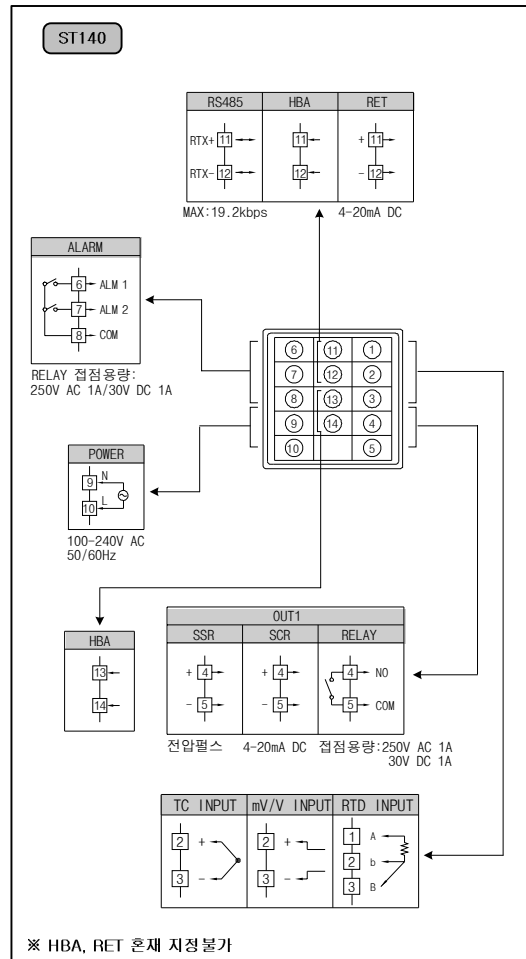 ST140
RS485 HBA RET
RTX+ 11 11 + 11
RTX- 12 12 - 12
MAX:19.2kbps 4-20mA DC
ALARM
6 ALM 1
7 ALM 2
8 COM
RELAY 접점용량:
250V AC 1A/30V DC 1A
6 11 1
7 12 2
8 13 3
9 14 4
10 5
POWER
9 N
10 L
100-240V AC
50/60Hz
HBA
13
14
OUT1
SSR SCR RELAY
+ 4 + 4 4 NO
- 5 - 5 5 COM
전압펄스 4-20mA DC 접점용량:250V AC 1A
30V DC 1A
TC INPUT mV/V INPUT RTD INPUT
1 A
2 + 2 + 2 b
3 - 3 - 3 B
※ HBA, RET 혼재 지정불가